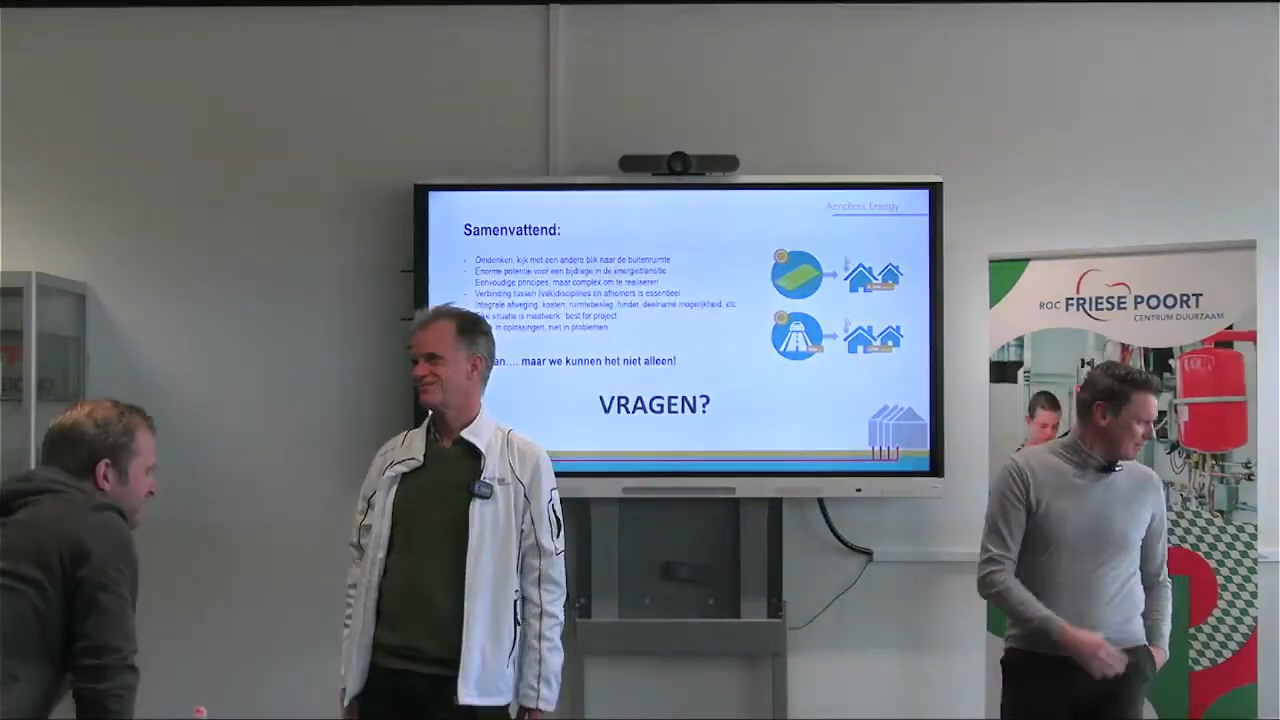 Aendless Energy
Samenvattend:
- Omdenken, kijk met een andere blik naar de buitenruimte
- Enorme potentie voor een bijdrage in de energietransitie
- Eenvoudige principes, maar complex om te realiseren
- Verbinding tussen (vak)disciplines en afnemers is essentieel
- Integrale afweging: kosten, ruimtebeslag, hinder, deelname mogelijkheid, etc
situatie is maatwerk: best for project
in oplossingen, niet in problemen
an.... maar we kunnen het niet alleen!
VRAGEN?
ROC FRIESE POORT
CENTRUM DUURZAAM